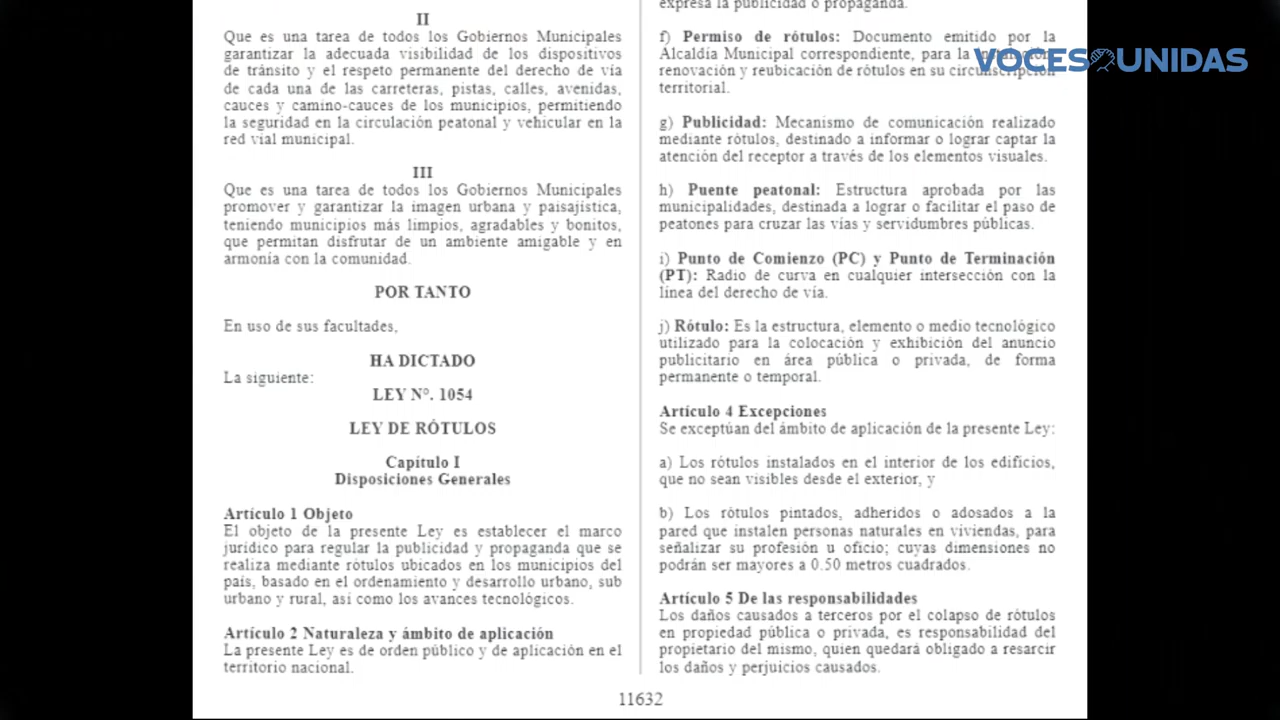 II
Que es una tarea de todos los Gobiernos Municipales
garantizar la adecuada visibilidad de los dispositivos
de tránsito y el respeto permanente del derecho de vía
de cada una de las carreteras, pistas, calles, avenidas,
cauces y camino-cauces de los municipios, permitiendo
la seguridad en la circulación peatonal y vehicular en la
red vial municipal.
III
Que es una tarea de todos los Gobiernos Municipales
promover y garantizar la imagen urbana y paisajística,
teniendo municipios más limpios, agradables y bonitos,
que permitan disfrutar de un ambiente amigable y en
armonía con la comunidad.
POR TANTO
En uso de sus facultades,
HA DICTADO
La siguiente:
LEY N°. 1054
LEY DE RÓTULOS
Capítulo I
Disposiciones Generales
Artículo 1 Objeto
El objeto de la presente Ley es establecer el marco
jurídico para regular la publicidad y propaganda que se
realiza mediante rótulos ubicados en los municipios del
país, basado en el ordenamiento y desarrollo urbano, sub
urbano y rural, así como los avances tecnológicos.
Artículo 2 Naturaleza y ámbito de aplicación
La presente Ley es de orden público y de aplicación en el
territorio nacional.
expresa la publicidad o propaganda.
f) Permiso de rótulos: Documento emitido por la
Alcaldía Municipal correspondiente, para la
renovación y reubicación de rótulos en su circunscripción
territorial.
VOCES UNIDAS
g) Publicidad: Mecanismo de comunicación realizado
mediante rótulos, destinado a informar o lograr captar la
atención del receptor a través de los elementos visuales.
h) Puente peatonal: Estructura aprobada por las
municipalidades, destinada a lograr o facilitar el paso de
peatones para cruzar las vías y servidumbres públicas.
i) Punto de Comienzo (PC) y Punto de Terminación
(PT): Radio de curva en cualquier intersección con la
línea del derecho de vía.
j) Rótulo: Es la estructura, elemento o medio tecnológico
utilizado para la colocación y exhibición del anuncio
publicitario en área pública o privada, de forma
permanente o temporal.
Artículo 4 Excepciones
Se exceptúan del ámbito de aplicación de la presente Ley:
a) Los rótulos instalados en el interior de los edificios,
que no sean visibles desde el exterior, y
b) Los rótulos pintados, adheridos o adosados a la
pared que instalen personas naturales en viviendas, para
señalizar su profesión u oficio; cuyas dimensiones no
podrán ser mayores a 0.50 metros cuadrados.
Artículo 5 De las responsabilidades
Los daños causados a terceros por el colapso de rótulos
en propiedad pública o privada, es responsabilidad del
propietario del mismo, quien quedará obligado a resarcir
los daños y perjuicios causados.
11632